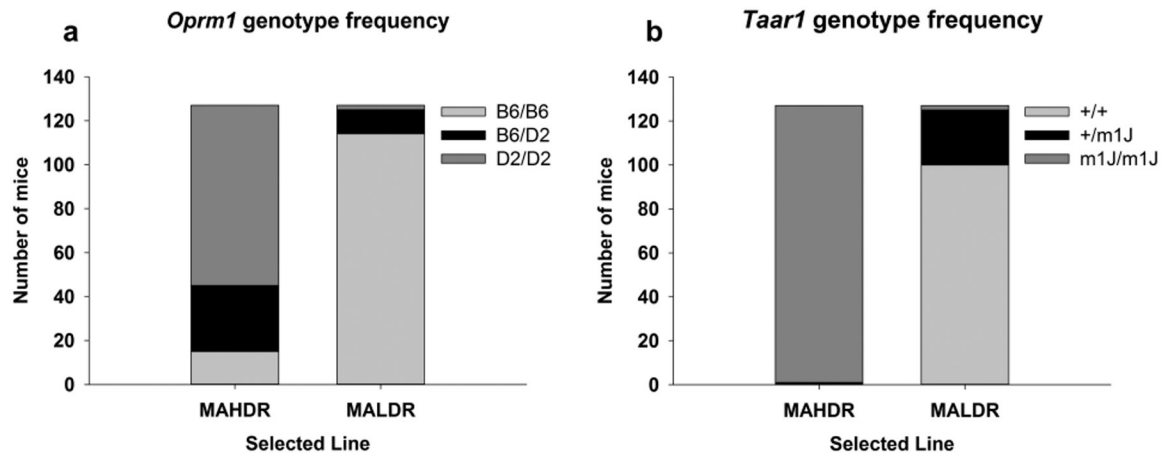 a
Oprm1 genotype frequency
Number of mice
140
120
100
80
60
40
20
0
B6/B6
B6/D2
D2/D2
MAHDR MALDR
Selected Line
b
Taar1 genotype frequency
Number of mice
140
120
100
80
60
40
20
0
+/+
+/m1J
m1J/m1J
MAHDR MALDR
Selected Line